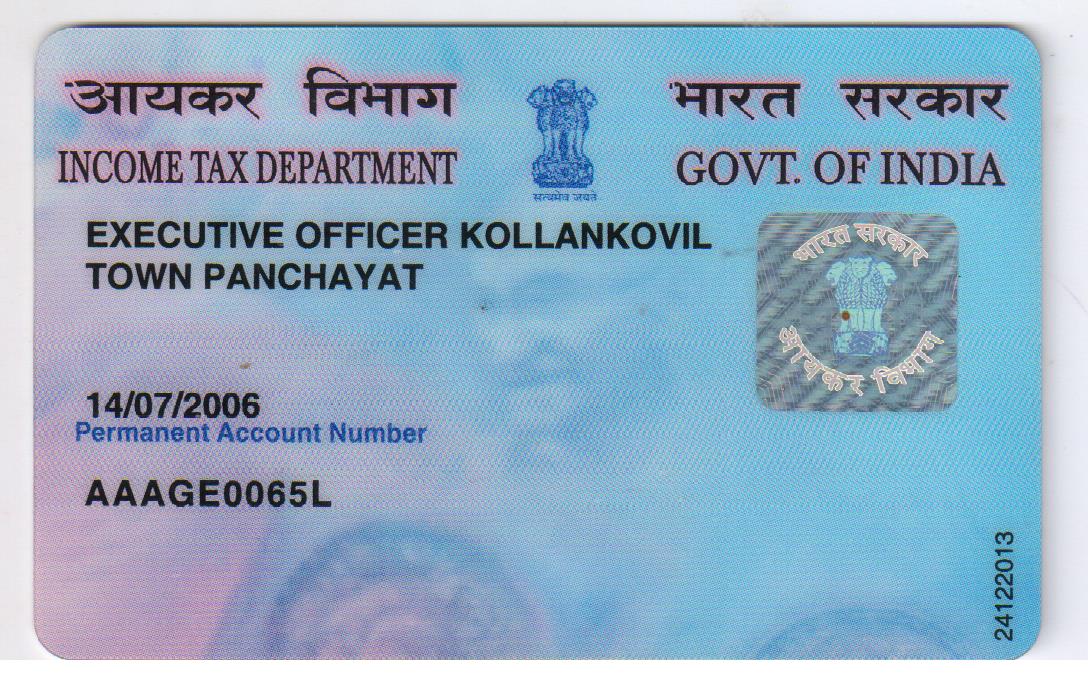 आयकर विभाग
भारत सरकार
INCOME TAX DEPARTMENT
GOVT. OF INDIA
सत्यमेव जयते
EXECUTIVE OFFICER KOLLANKOVIL
TOWN PANCHAYAT
भारत सरकार
आयकर विभाग
14/07/2006
Permanent Account Number
AAAGE0065L
24122013